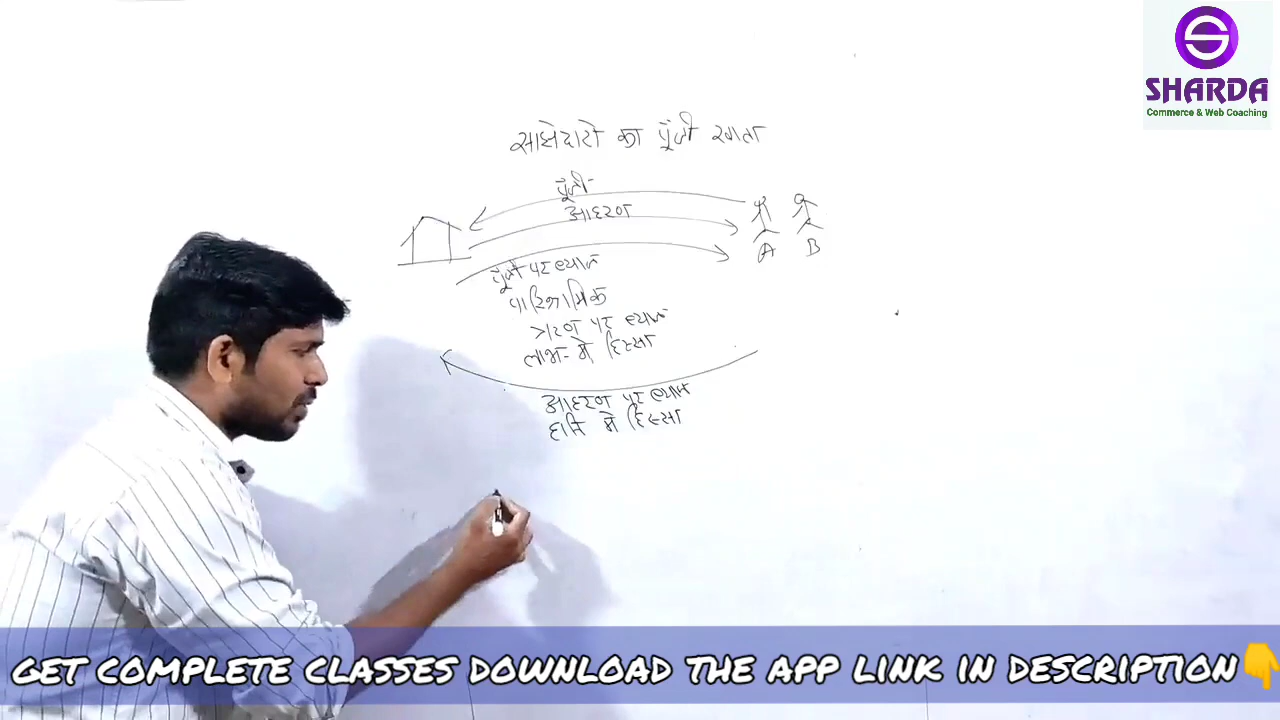 SHARDA
Commerce & Web Coaching
साझेदारो का पूँजी खाता
पूँजी
आहरण
A B
पूँजी पर ब्याज
पारिश्रामिक
ऋण पर ब्याज
लाभ में हिस्सा
आहरण पर ब्याज
हानि में हिस्सा
GET COMPLETE CLASSES DOWNLOAD THE APP LINK IN DESCRIPTION👇